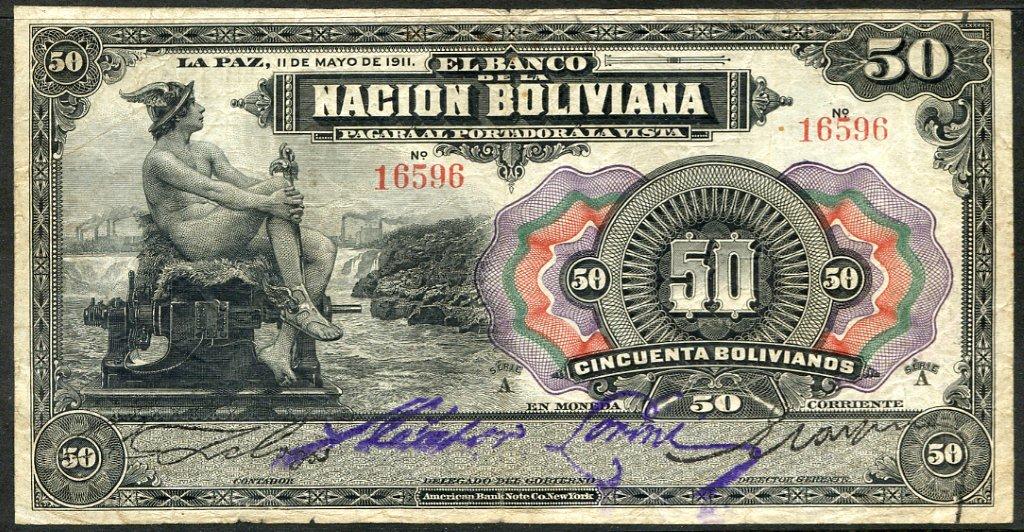 50
LA PAZ, 11 DE MAYO DE 1911.
EL BANCO
DE LA
NACION BOLIVIANA
PAGARÁ AL PORTADOR Á LA VISTA
50
Nº
16596
Nº
16596
50
50
50
CINCUENTA BOLIVIANOS
SERIE
A
SERIE
A
EN MONEDA
50
CORRIENTE
50
CONTADOR
DELEGADO DEL GOBIERNO
DIRECTOR GERENTE
50
American Bank Note Co. New York